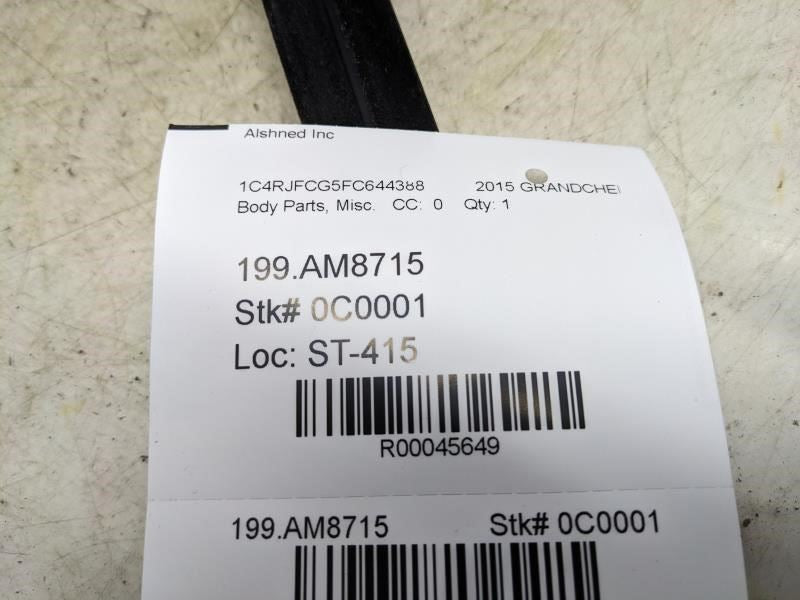 Alshned Inc
1C4RJFCG5FC644388 2015 GRANDCHE
Body Parts, Misc. CC: 0 Qty: 1
199.AM8715
Stk# 0C0001
Loc: ST-415
R00045649
199.AM8715 Stk# 0C0001